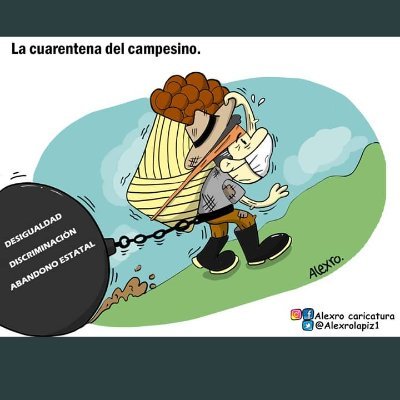 La cuarentena del campesino.
DESIGUALDAD
DISCRIMINACIÓN
ABANDONO ESTATAL
Alexro.
Alexro caricatura
@Alexrolapiz1